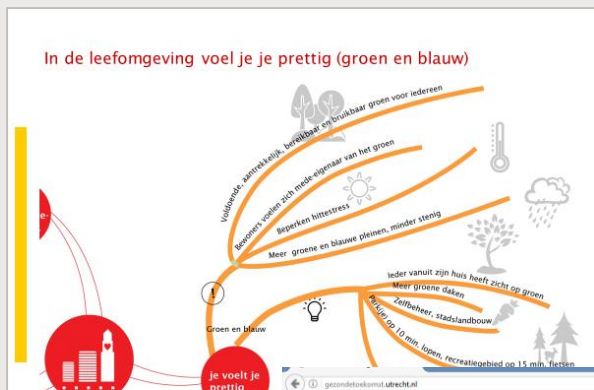 In de leefomgeving voel je je prettig (groen en blauw)
Voldoende, aantrekkelijk, bereikbaar en bruikbaar groen voor iedereen
Bewoners voelen zich mede-eigenaar van het groen
Beperken hittestress
Meer groene en blauwe pleinen, minder stenig
Ieder vanuit zijn huis heeft zicht op groen
Meer groene daken
Zelfbeheer, stadslandbouw
Park(je) op 10 min. lopen, recreatiegebied op 15 min. fietsen
!
Groen en blauw
e-
je voelt je
prettig
gezondetoekomst.utrecht.nl